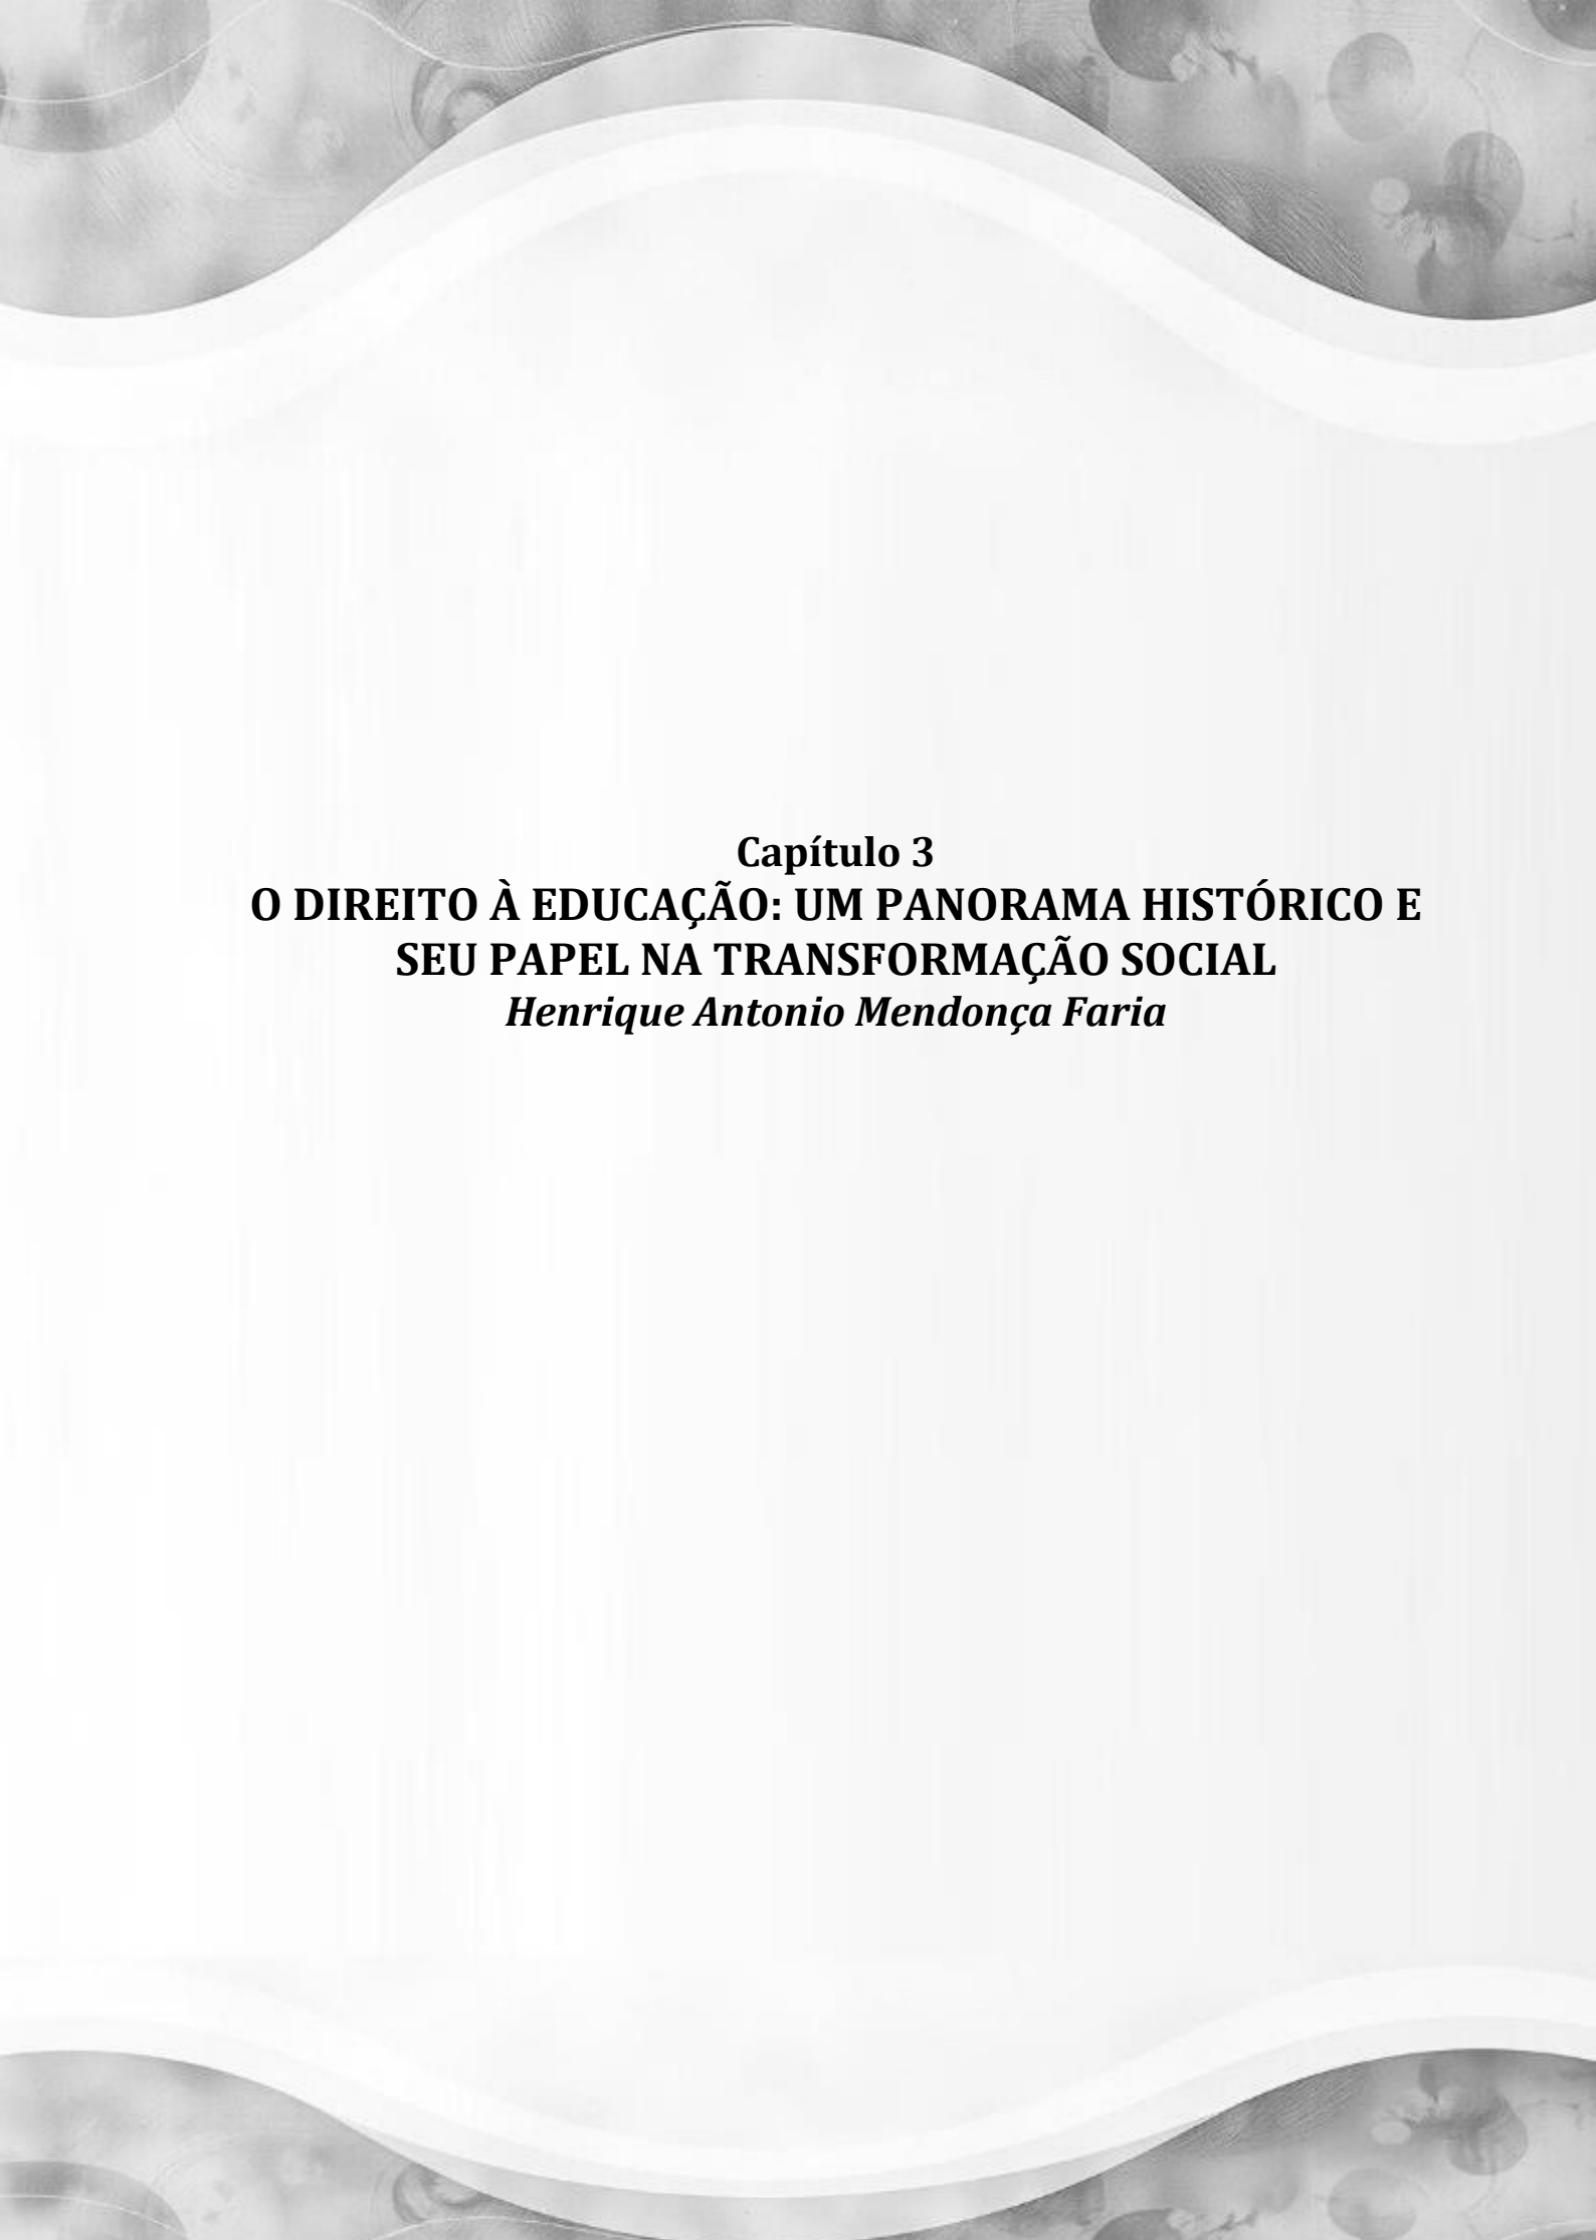 Capítulo 3
O DIREITO À EDUCAÇÃO: UM PANORAMA HISTÓRICO E
SEU PAPEL NA TRANSFORMAÇÃO SOCIAL
Henrique Antonio Mendonça Faria